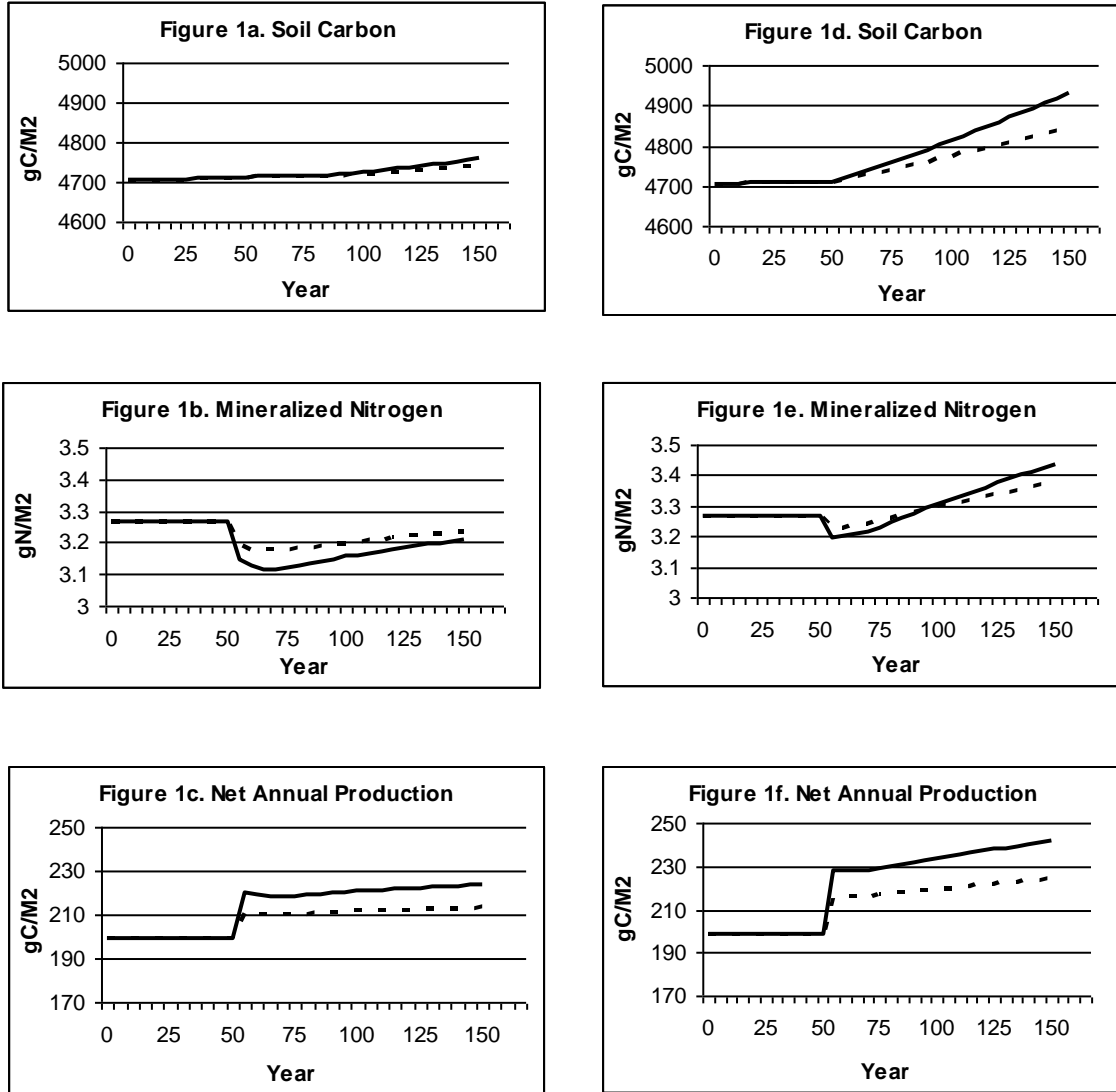 Figure 1a. Soil Carbon
5000
4900
4800
4700
4600
gC/M2
0 25 50 75 100 125 150
Year
Figure 1d. Soil Carbon
5000
4900
4800
4700
4600
gC/M2
0 25 50 75 100 125 150
Year
Figure 1b. Mineralized Nitrogen
3.5
3.4
3.3
3.2
3.1
3
gN/M2
0 25 50 75 100 125 150
Year
Figure 1e. Mineralized Nitrogen
3.5
3.4
3.3
3.2
3.1
3
gN/M2
0 25 50 75 100 125 150
Year
Figure 1c. Net Annual Production
250
230
210
190
170
gC/M2
0 25 50 75 100 125 150
Year
Figure 1f. Net Annual Production
250
230
210
190
170
gC/M2
0 25 50 75 100 125 150
Year